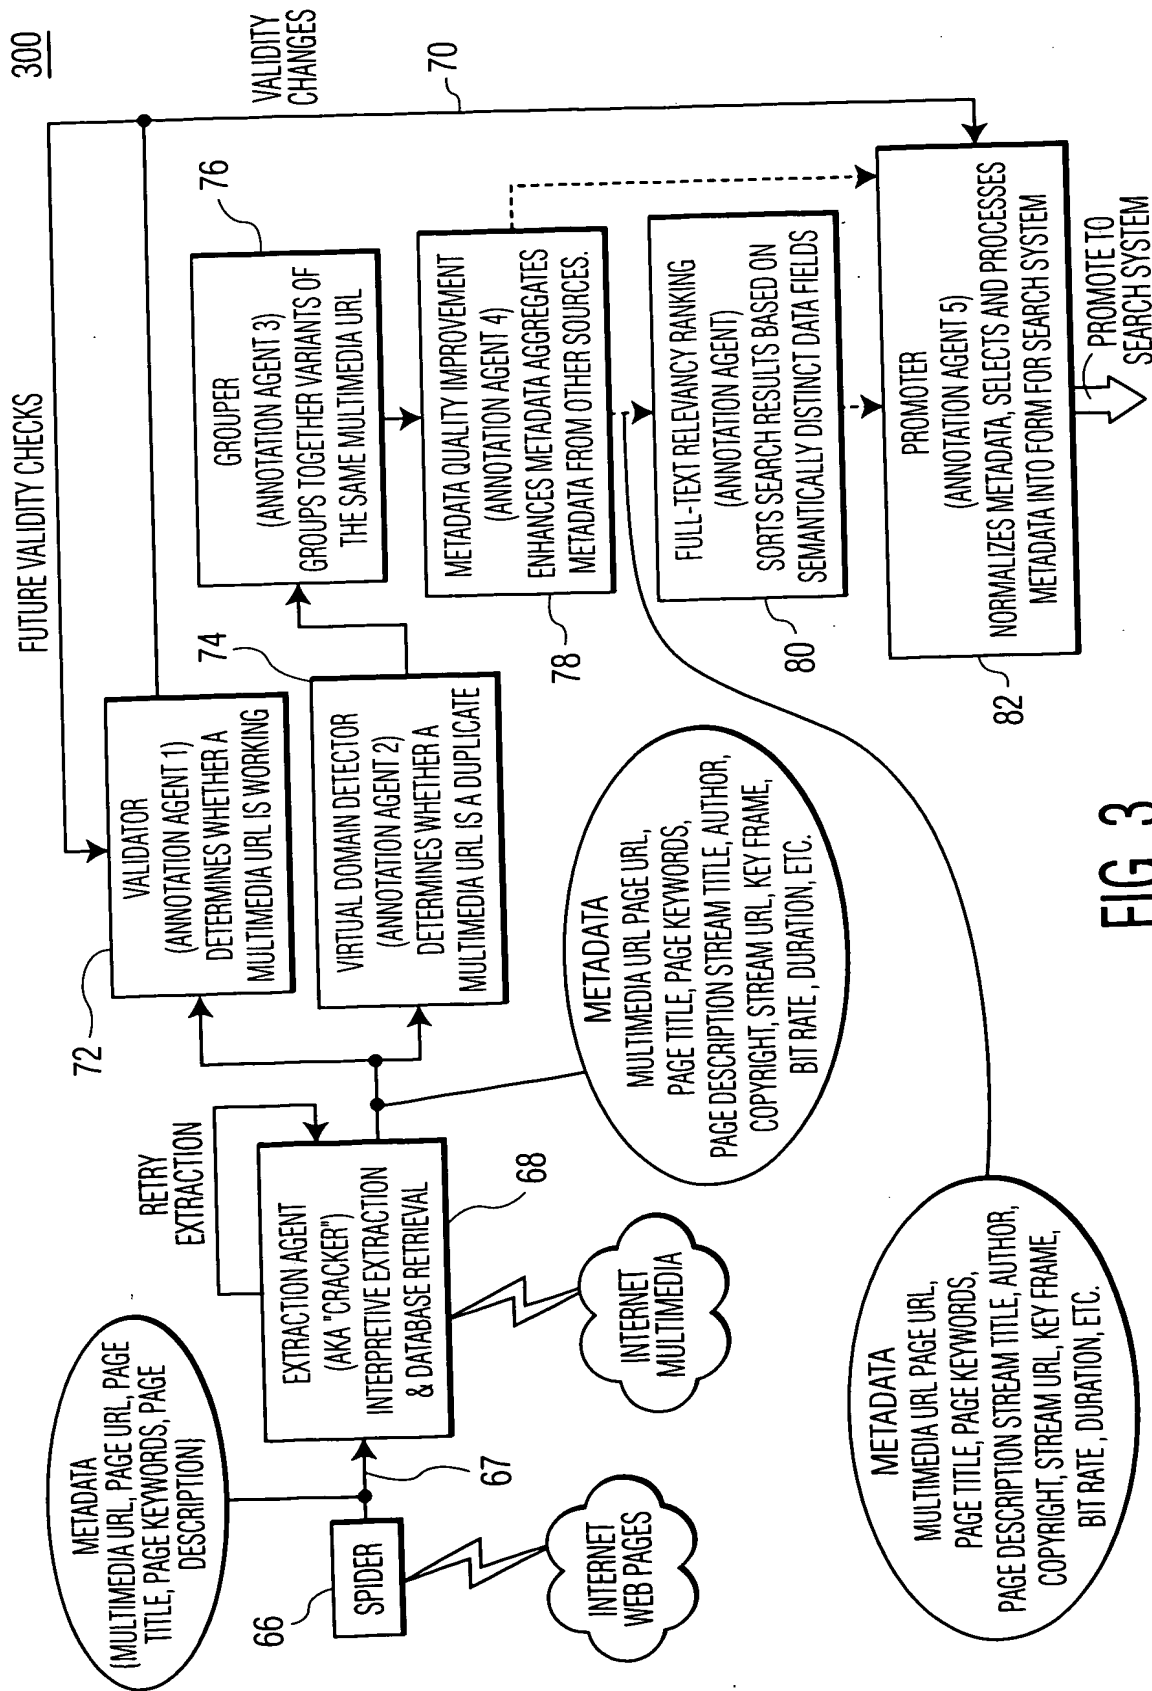 300
METADATA
{MULTIMEDIA URL, PAGE URL, PAGE
TITLE, PAGE KEYWORDS, PAGE
DESCRIPTION}
66
SPIDER
INTERNET
WEB PAGES
67
RETRY
EXTRACTION
EXTRACTION AGENT
(AKA "CRACKER")
INTERPRETIVE EXTRACTION
& DATABASE RETRIVAL
68
INTERNET
MULTIMEDIA
FUTURE VALIDITY CHECKS
72
VALIDATOR
(ANNOTATION AGENT 1)
DETERMINES WHETHER A
MULTIMEDIA URL IS WORKING
74
VIRTUAL DOMAIN DETECTOR
(ANNOTATION AGENT 2)
DETERMINES WHETHER A
MULTIMEDIA URL IS A DUPLICATE
METADATA
MULTIMEDIA URL PAGE URL,
PAGE TITLE, PAGE KEYWORDS,
PAGE DESCRIPTION STREAM TITLE, AUTHOR,
COPYRIGHT, STREAM URL, KEY FRAME,
BIT RATE, DURATION, ETC.
VALIDITY
CHANGES
70
76
GROUPER
(ANNOTATION AGENT 3)
GROUPS TOGETHER VARIANTS OF
THE SAME MULTIMEDIA URL
METADATA QUALITY IMPROVEMENT
(ANNOTATION AGENT 4)
ENHANCES METADATA AGGREGATES
METADATA FROM OTHER SOURCES.
78
FULL-TEXT RELEVANCY RANKING
(ANNOTATION AGENT)
SORTS SEARCH RESULTS BASED ON
SEMANTICALLY DISTINCT DATA FIELDS
80
PROMOTER
(ANNOTATION AGENT 5)
NORMALIZES METADATA, SELECTS AND PROCESSES
METADATA INTO FORM FOR SEARCH SYSTEM
82
PROMOTE TO
SEARCH SYSTEM
METADATA
MULTIMEDIA URL PAGE URL,
PAGE TITLE, PAGE KEYWORDS,
PAGE DESCRIPTION STREAM TITLE, AUTHOR,
COPYRIGHT, STREAM URL, KEY FRAME,
BIT RATE, DURATION, ETC.
FIG 3